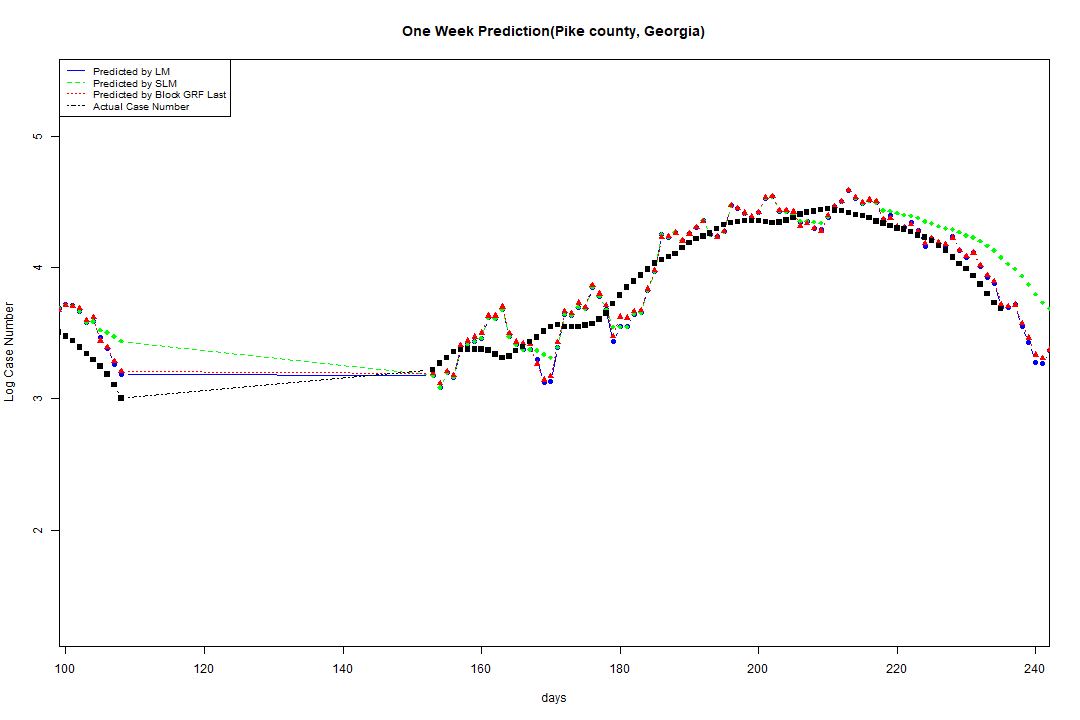 One Week Prediction(Pike county, Georgia)
Predicted by LM
Predicted by SLM
Predicted by Block GRF Last
Actual Case Number
5
4
3
2
Log Case Number
100 120 140 160 180 200 220 240
days